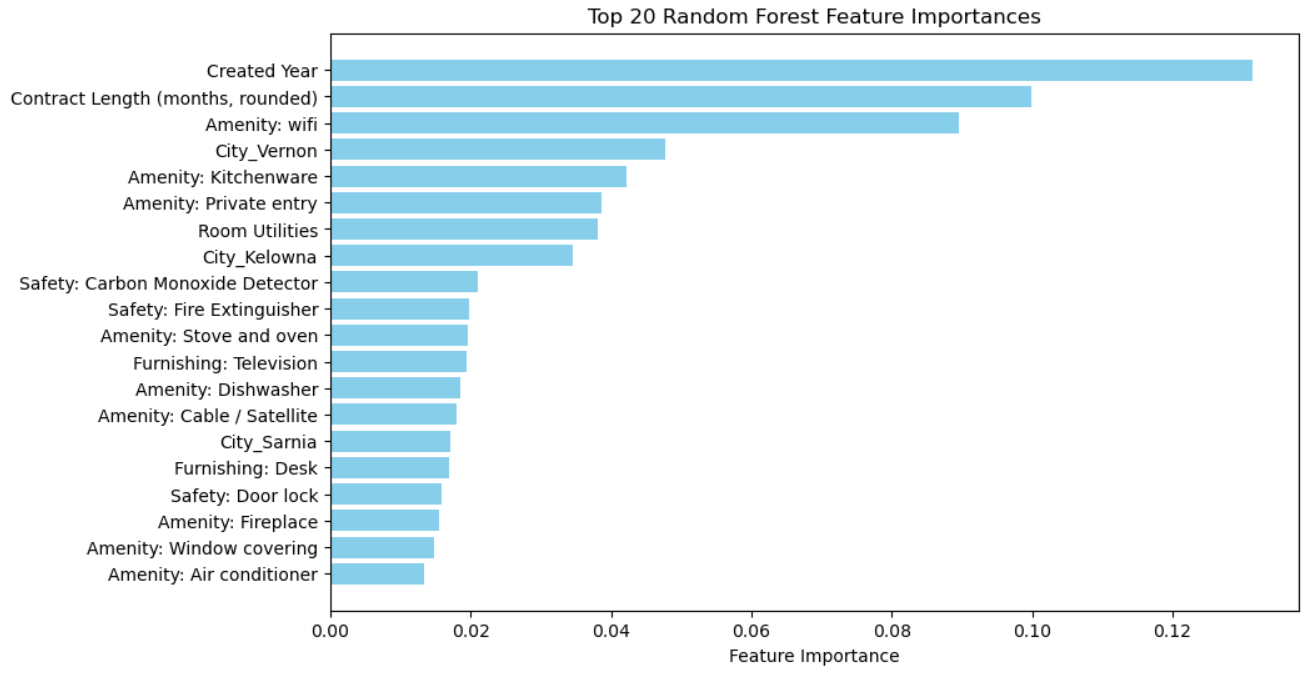 Top 20 Random Forest Feature Importances
Created Year
Contract Length (months, rounded)
Amenity: wifi
City_Vernon
Amenity: Kitchenware
Amenity: Private entry
Room Utilities
City_Kelowna
Safety: Carbon Monoxide Detector
Safety: Fire Extinguisher
Amenity: Stove and oven
Furnishing: Television
Amenity: Dishwasher
Amenity: Cable / Satellite
City_Sarnia
Furnishing: Desk
Safety: Door lock
Amenity: Fireplace
Amenity: Window covering
Amenity: Air conditioner
0.00 0.02 0.04 0.06 0.08 0.10 0.12
Feature Importance